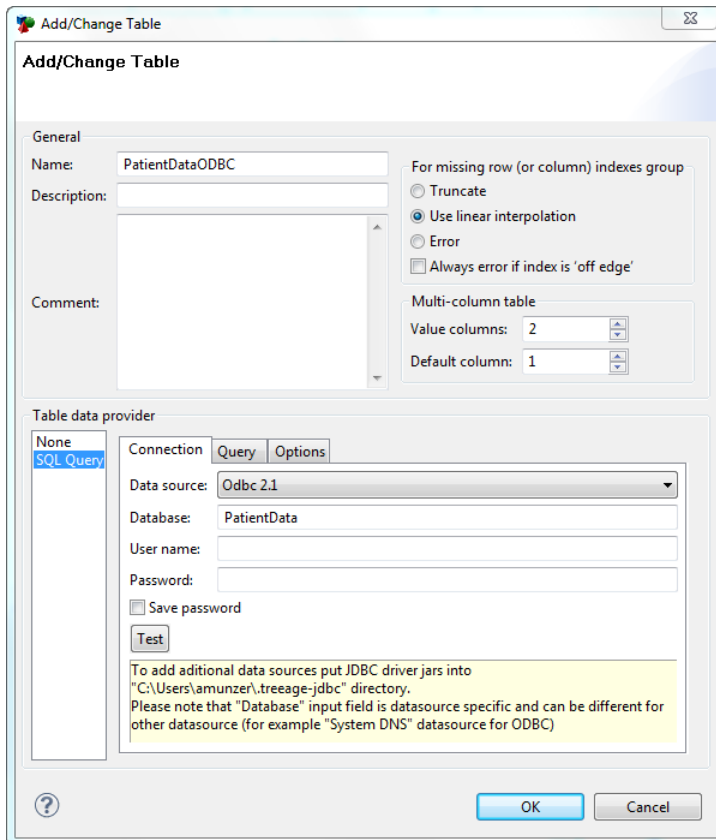 Add/Change Table
Add/Change Table
General
Name: PatientDataODBC
Description:
Comment:
For missing row (or column) indexes group
Truncate
Use linear interpolation
Error
Always error if index is 'off edge'
Multi-column table
Value columns: 2
Default column: 1
Table data provider
None
SQL Query
Connection Query Options
Data source: Odbc 2.1
Database: PatientData
User name:
Password:
Save password
Test
To add aditional data sources put JDBC driver jars into
"C:\Users\amunzer\.treeage-jdbc" directory.
Please note that "Database" input field is datasource specific and can be different for
other datasource (for example "System DNS" datasource for ODBC)
?
OK Cancel